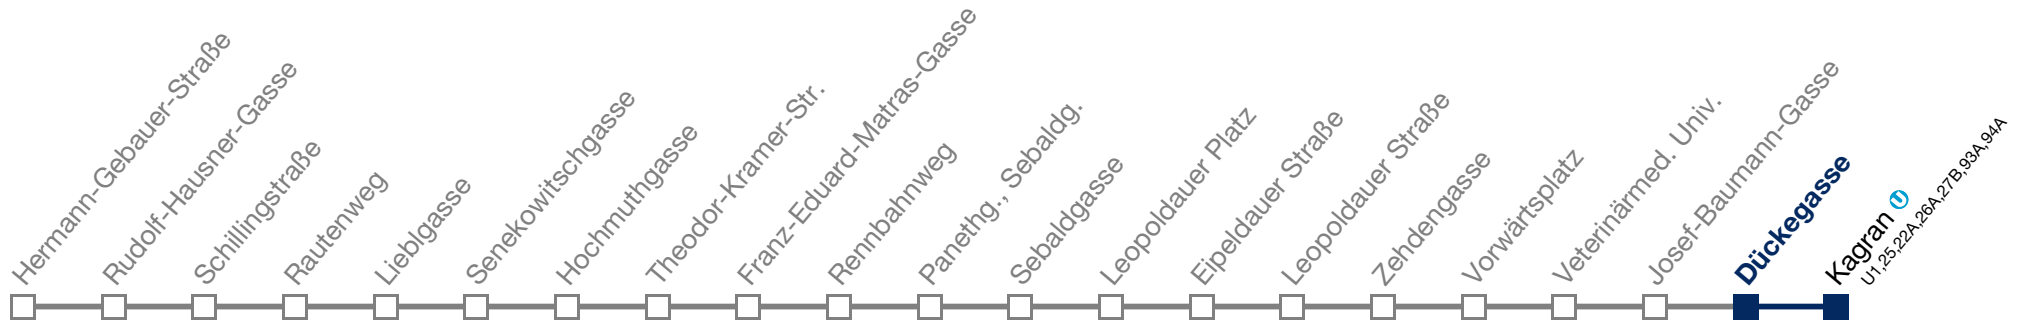 Hermann-Gebauer-Straße
Rudolf-Hausner-Gasse
Schillingstraße
Rautenweg
Lieblgasse
Senekowitschgasse
Hochmuthgasse
Theodor-Kramer-Str.
Franz-Eduard-Matras-Gasse
Rennbahnweg
Panethg., Sebaldg.
Sebaldgasse
Leopoldauer Platz
Eipeldauer Straße
Leopoldauer Straße
Zehdengasse
Vorwärtsplatz
Veterinärmed. Univ.
Josef-Baumann-Gasse
Dückegasse
Kagran U
U1,25,22A,26A,27B,93A,94A